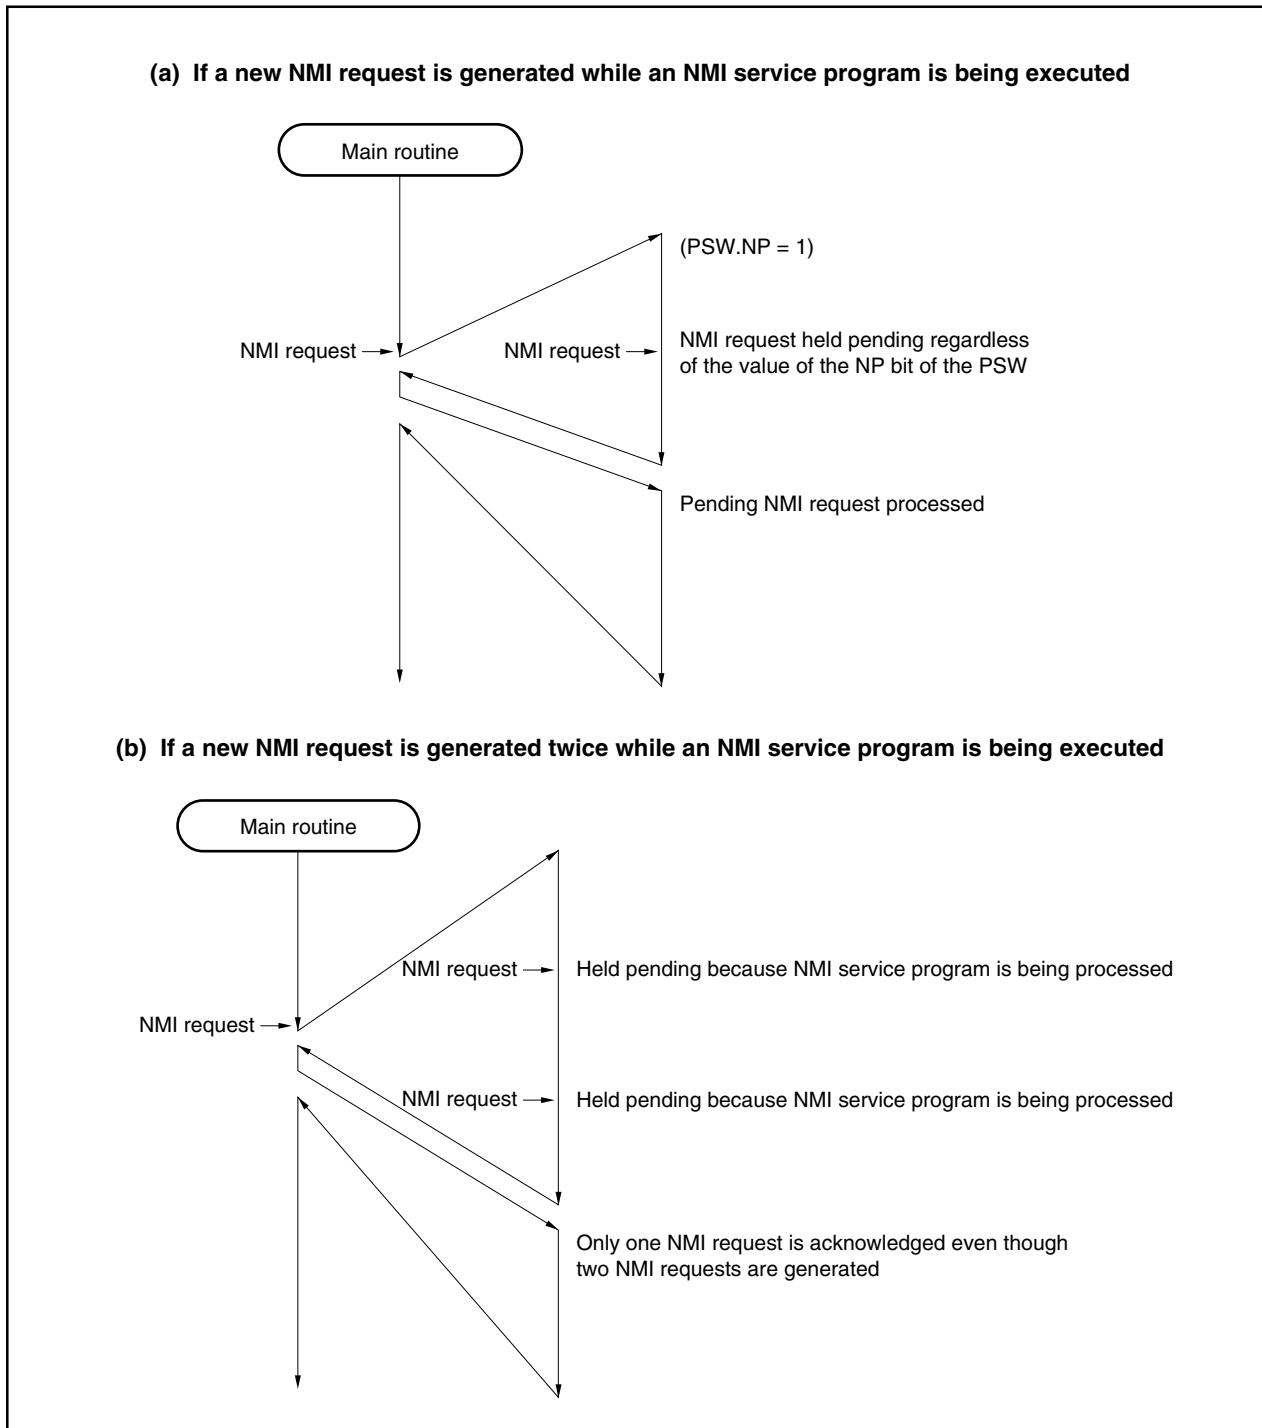 (a) If a new NMI request is generated while an NMI service program is being executed
Main routine
(PSW.NP = 1)
NMI request
NMI request
NMI request held pending regardless
of the value of the NP bit of the PSW
Pending NMI request processed
(b) If a new NMI request is generated twice while an NMI service program is being executed
Main routine
NMI request
Held pending because NMI service program is being processed
NMI request
NMI request
Held pending because NMI service program is being processed
Only one NMI request is acknowledged even though
two NMI requests are generated